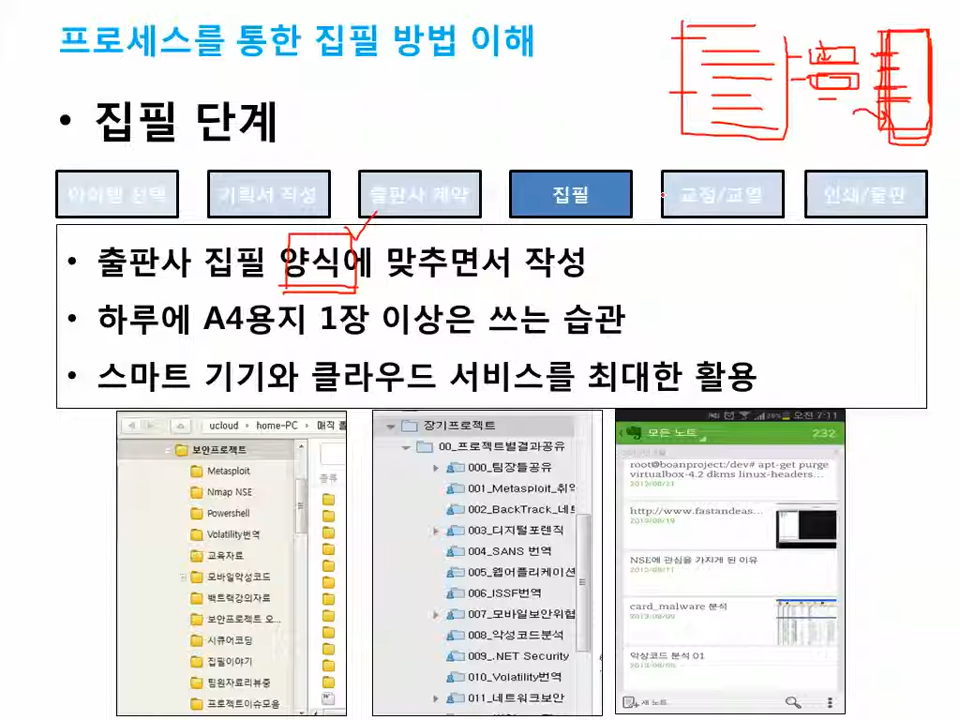 프로세스를 통한 집필 방법 이해
• 집필 단계
아이템 선택
기획서 작성
출판사 계약
집필
교정/교열
인쇄/출판
• 출판사 집필 양식에 맞추면서 작성
• 하루에 A4용지 1장 이상은 쓰는 습관
• 스마트 기기와 클라우드 서비스를 최대한 활용
ucloud › home-PC › 매직
보안프로젝트
Metasploit
Nmap NSE
Powershell
Volatility번역
교육자료
모바일악성코드
백트랙강의자료
보안프로젝트 오...
시큐어코딩
집필이야기
팀원자료리뷰중
프로젝트이슈모음
종류
장기프로젝트
00_프로젝트별결과공유
000_팀장들공유
001_Metasploit_취약
002_BackTrack_네트
003_디지털포렌식
004_SANS 번역
005_웹어플리케이션
006_ISSF번역
007_모바일보안위협
008_악성코드분석
009_.NET Security
010_Volatility번역
011_네트워크보안
오전 7:11
모든 노트
232
root@boanproject:/dev# apt-get purge
virtualbox-4.2 dkms linux-headers...
2013/08/21
http://www.fastandeas...
2013/08/19
NSE에 관심을 가지게 된 이유
2013/08/11
card_malware 분석
2013/08/09
악성코드 분석 01
2013/08/05
새 노트